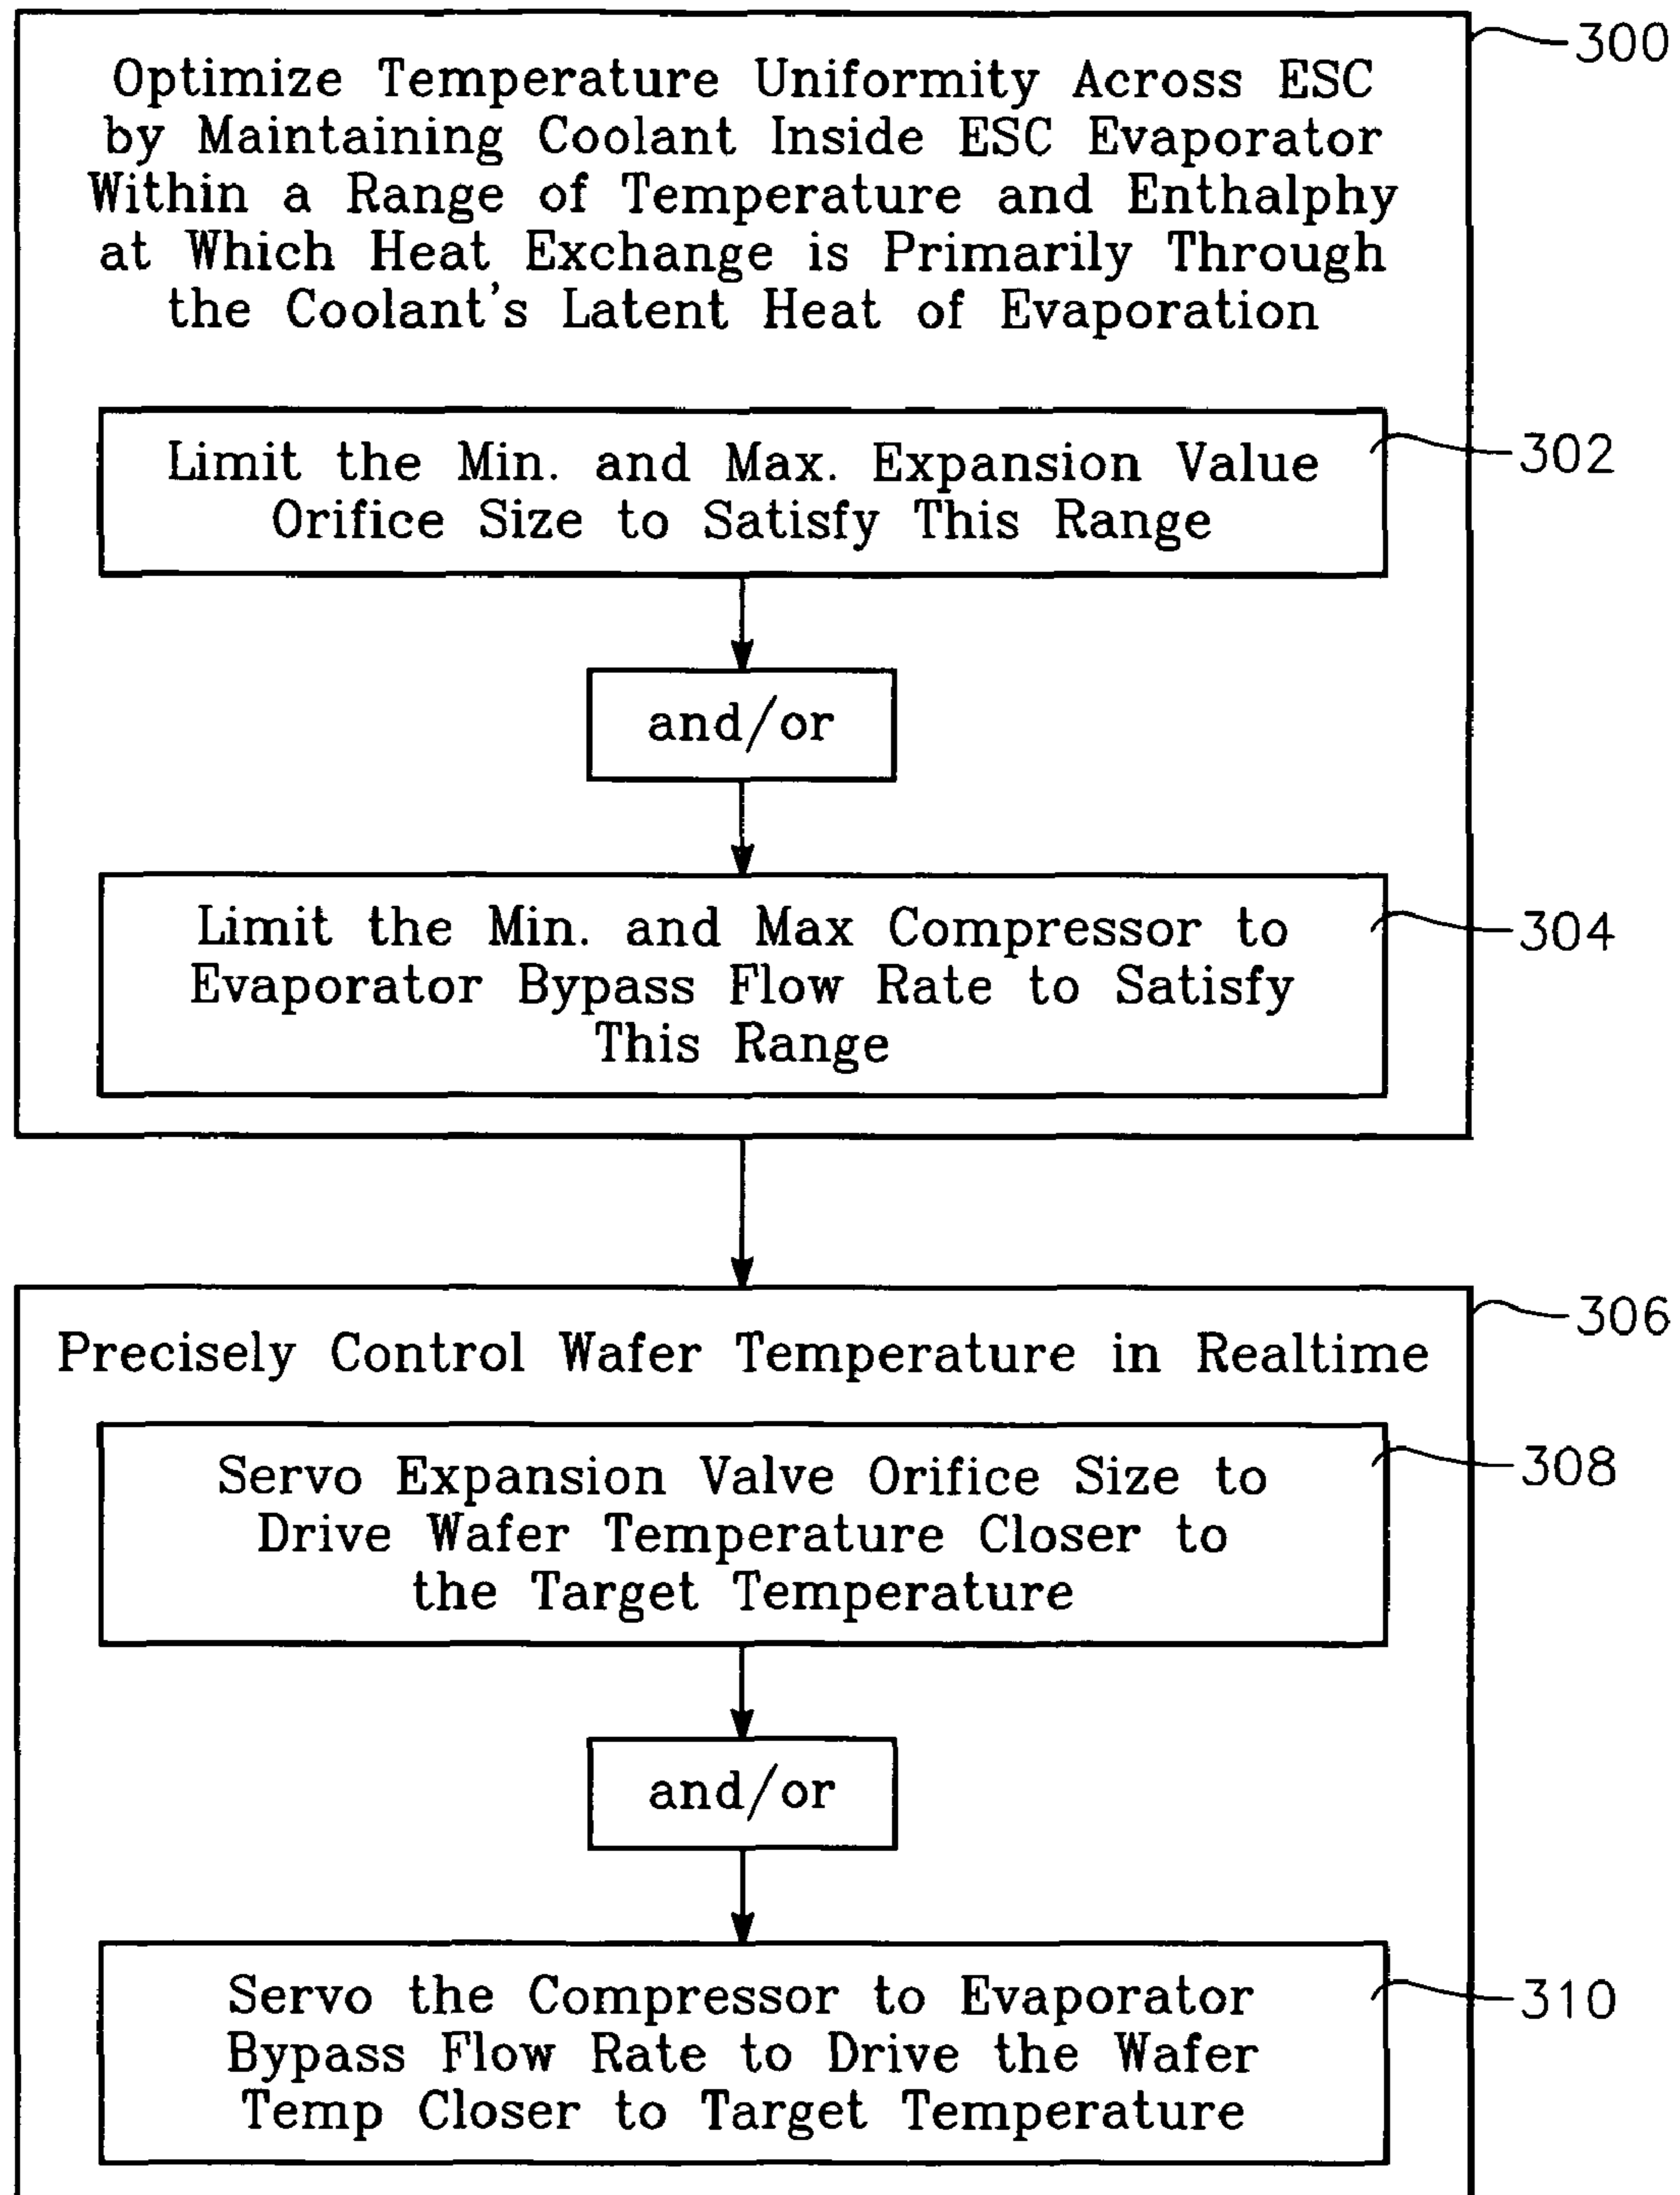 300
Optimize Temperature Uniformity Across ESC
by Maintaining Coolant Inside ESC Evaporator
Within a Range of Temperature and Enthalphy
at Which Heat Exchange is Primarily Through
the Coolant's Latent Heat of Evaporation
302
Limit the Min. and Max. Expansion Value
Orifice Size to Satisfy This Range
and/or
304
Limit the Min. and Max Compressor to
Evaporator Bypass Flow Rate to Satisfy
This Range
306
Precisely Control Wafer Temperature in Realtime
308
Servo Expansion Valve Orifice Size to
Drive Wafer Temperature Closer to
the Target Temperature
and/or
310
Servo the Compressor to Evaporator
Bypass Flow Rate to Drive the Wafer
Temp Closer to Target Temperature